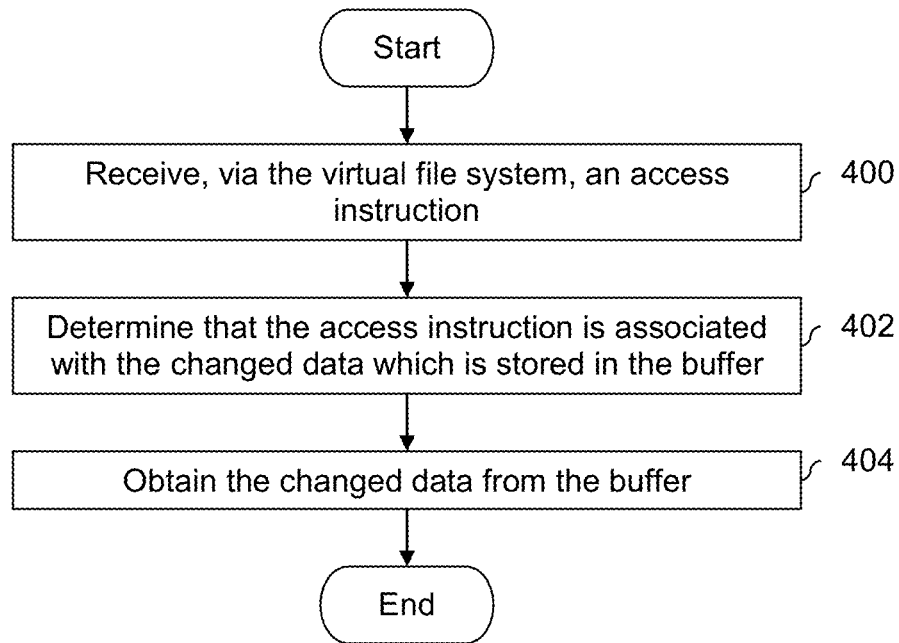 Start
Receive, via the virtual file system, an access
instruction
400
Determine that the access instruction is associated
with the changed data which is stored in the buffer
402
Obtain the changed data from the buffer
404
End